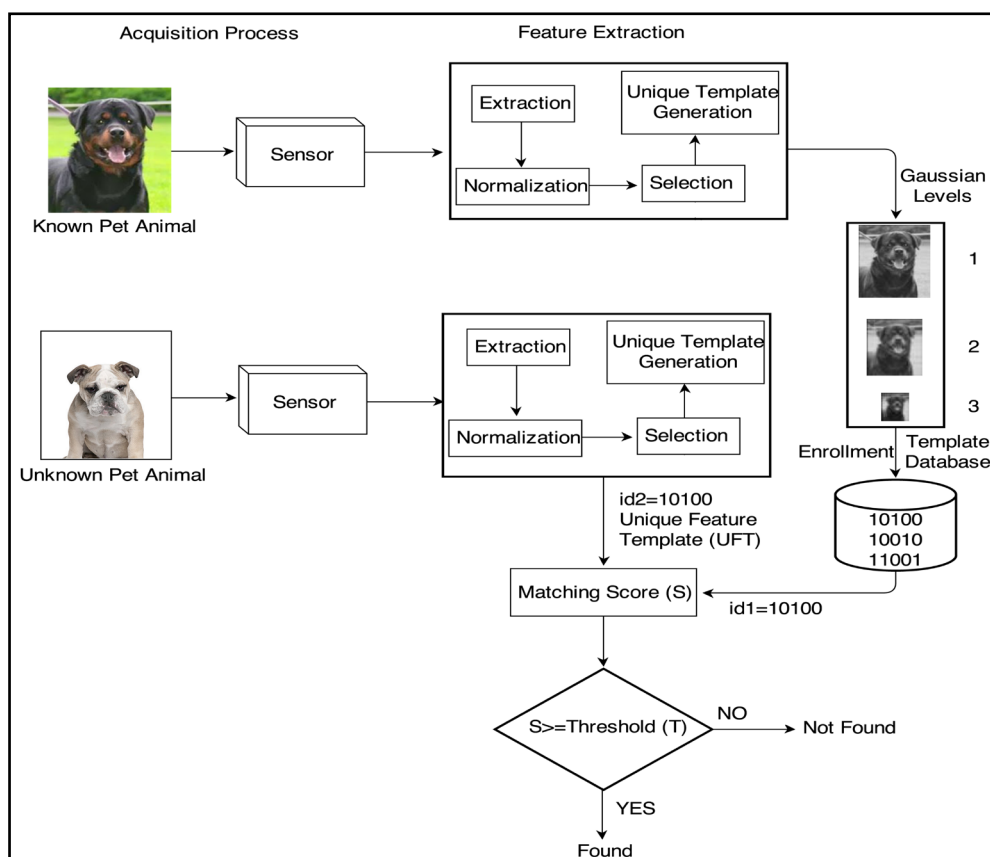 Acquisition Process
Feature Extraction
Known Pet Animal
Sensor
Extraction
Normalization
Selection
Unique Template
Generation
Gaussian
Levels
1
2
3
Enrollment
Template
Database
10100
10010
11001
Unknown Pet Animal
Sensor
Extraction
Normalization
Selection
Unique Template
Generation
id2=10100
Unique Feature
Template (UFT)
Matching Score (S)
id1=10100
S>=Threshold (T)
NO
Not Found
YES
Found